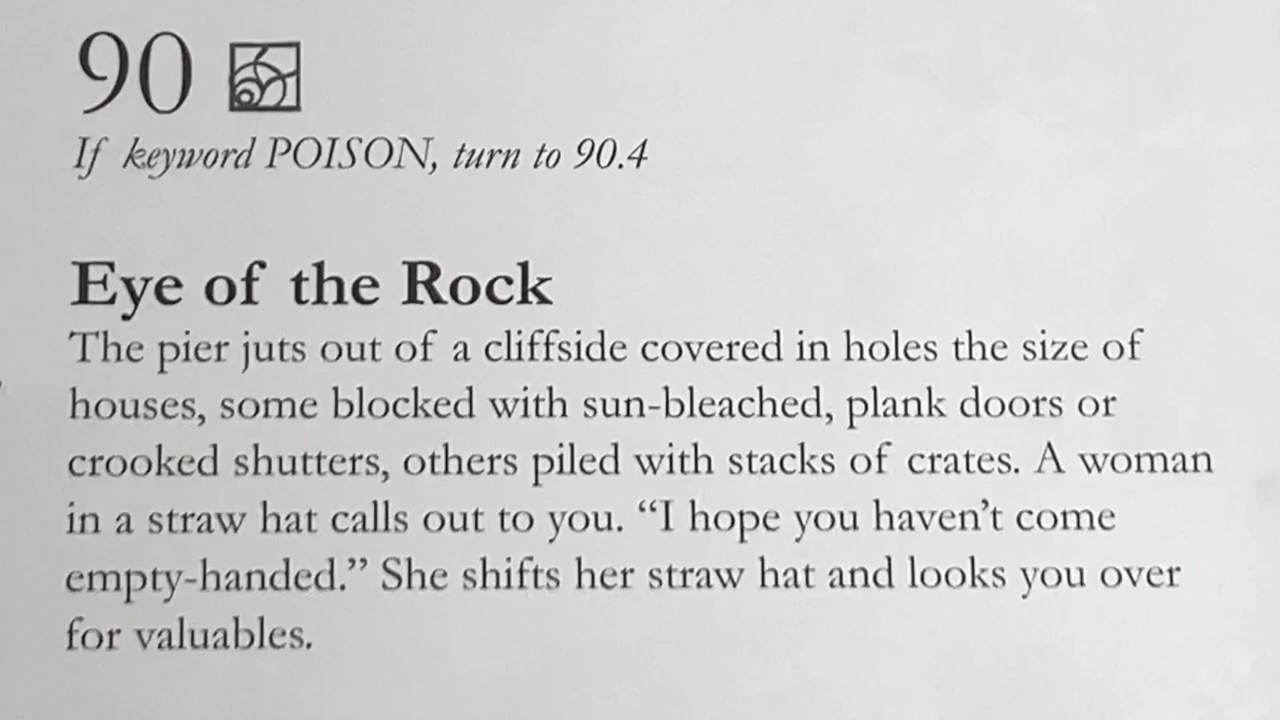 90
If keyword POISON, turn to 90.4
Eye of the Rock
The pier juts out of a cliffside covered in holes the size of
houses, some blocked with sun-bleached, plank doors or
crooked shutters, others piled with stacks of crates. A woman
in a straw hat calls out to you. “I hope you haven’t come
empty-handed.” She shifts her straw hat and looks you over
for valuables.